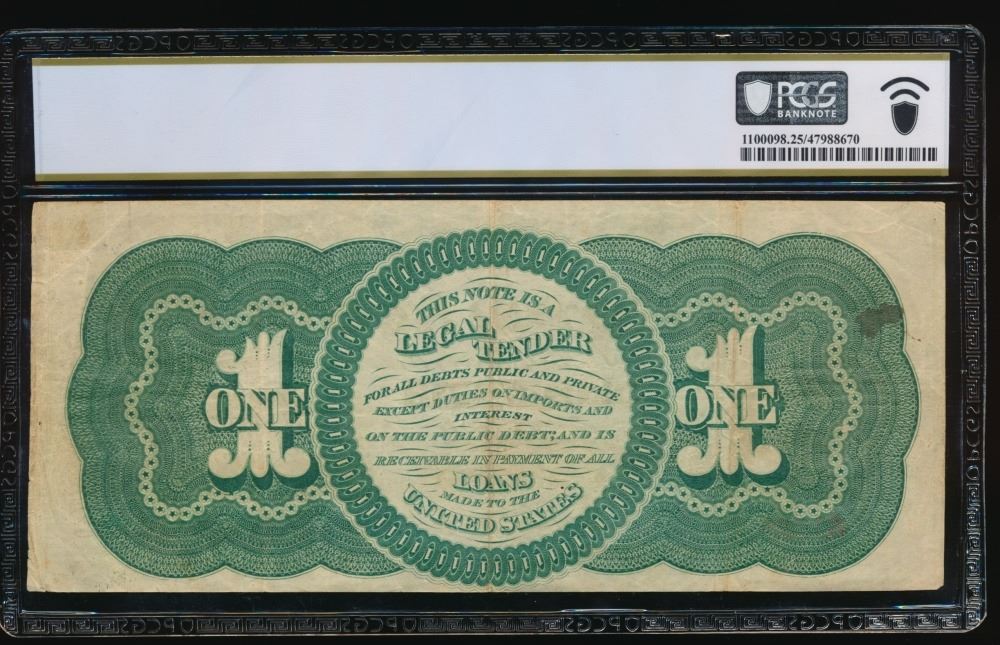 PCGS
BANKNOTE
1100098.25/47988670
THIS NOTE IS A
LEGAL
TENDER
FOR ALL DEBTS PUBLIC AND PRIVATE
EXCEPT DUTIES ON IMPORTS AND
INTEREST
ON THE PUBLIC DEBT; AND IS
RECEIVABLE IN PAYMENT OF ALL
LOANS
MADE TO THE
UNITED STATES
1
ONE
1
ONE